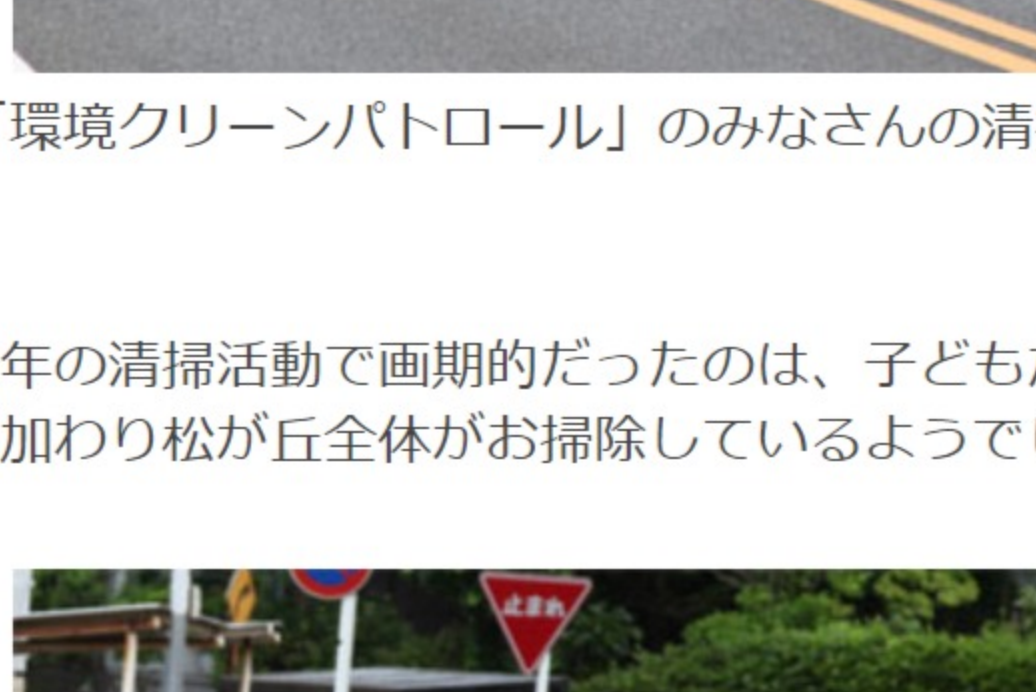 「環境クリーンパトロール」のみなさんの清
年の清掃活動で画期的だったのは、子ども
加わり松が丘全体がお掃除しているようで
止まれ